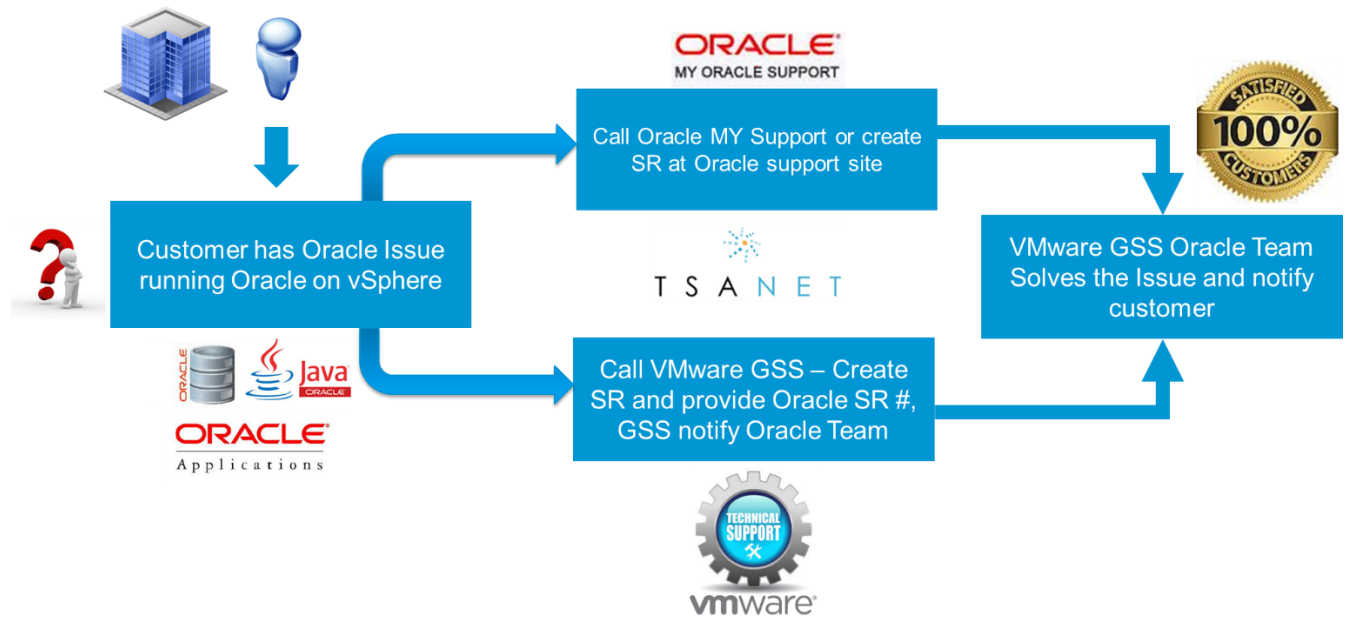 ORACLE®
MY ORACLE SUPPORT
SATISFIED
100%
CUSTOMERS
Call Oracle MY Support or create
SR at Oracle support site
Customer has Oracle Issue
running Oracle on vSphere
TSANET
VMware GSS Oracle Team
Solves the Issue and notify
customer
ORACLE
Java
ORACLE
ORACLE®
Applications
Call VMware GSS – Create
SR and provide Oracle SR #,
GSS notify Oracle Team
TECHNICAL
SUPPORT
vmware®